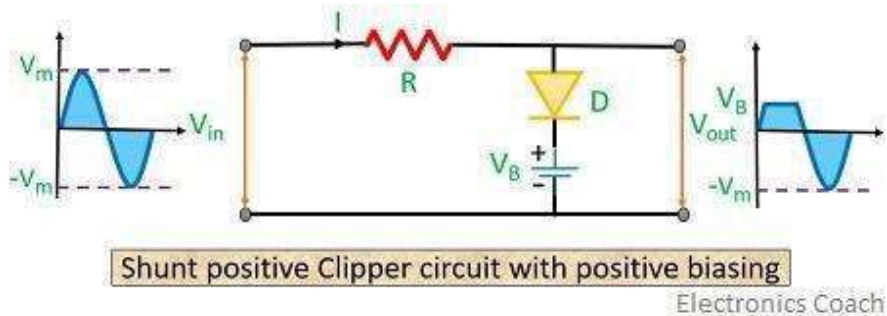 I
Vm
Vin
-Vm
R
D
VB
+
-
VB
Vout
-Vm
Shunt positive Clipper circuit with positive biasing
Electronics Coach